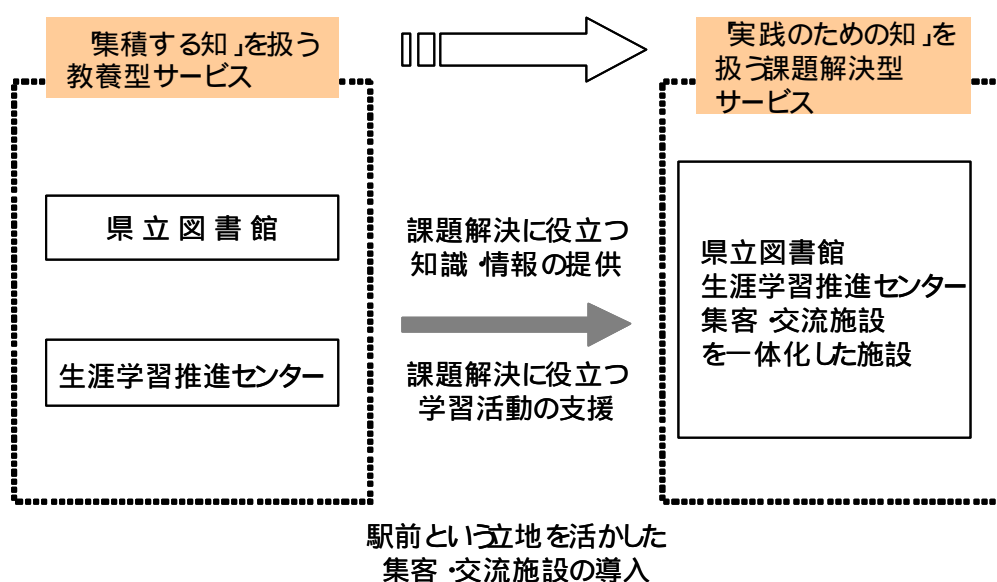 「集積する知」を扱う
教養型サービス
「実践のための知」を
扱う課題解決型
サービス
県立図書館
生涯学習推進センター
課題解決に役立つ
知識・情報の提供
課題解決に役立つ
学習活動の支援
県立図書館
生涯学習推進センター
集客・交流施設
を一体化した施設
駅前という立地を活かした
集客・交流施設の導入